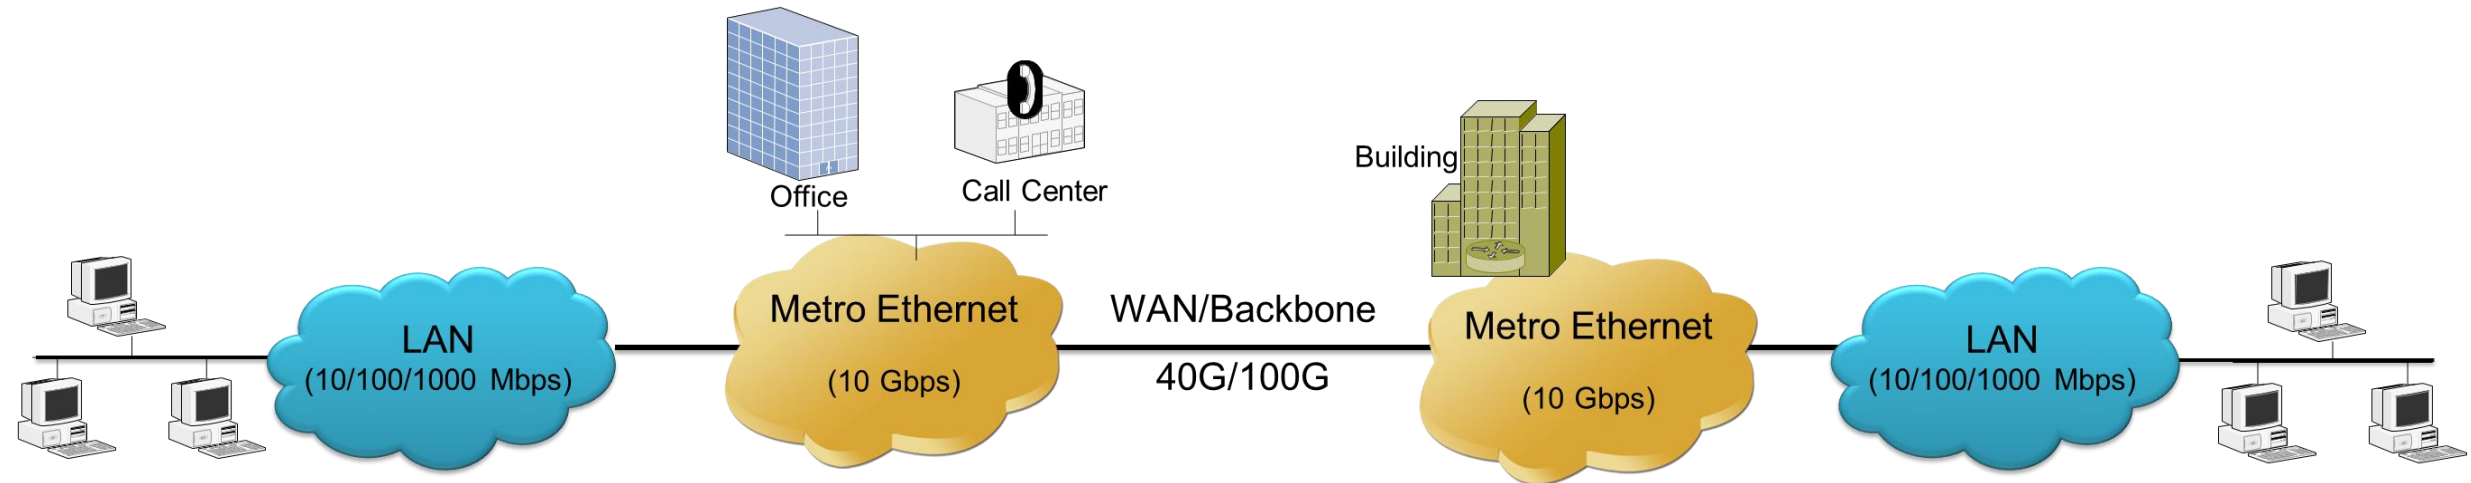 Office
Call Center
Building
LAN
(10/100/1000 Mbps)
Metro Ethernet
(10 Gbps)
WAN/Backbone
40G/100G
Metro Ethernet
(10 Gbps)
LAN
(10/100/1000 Mbps)